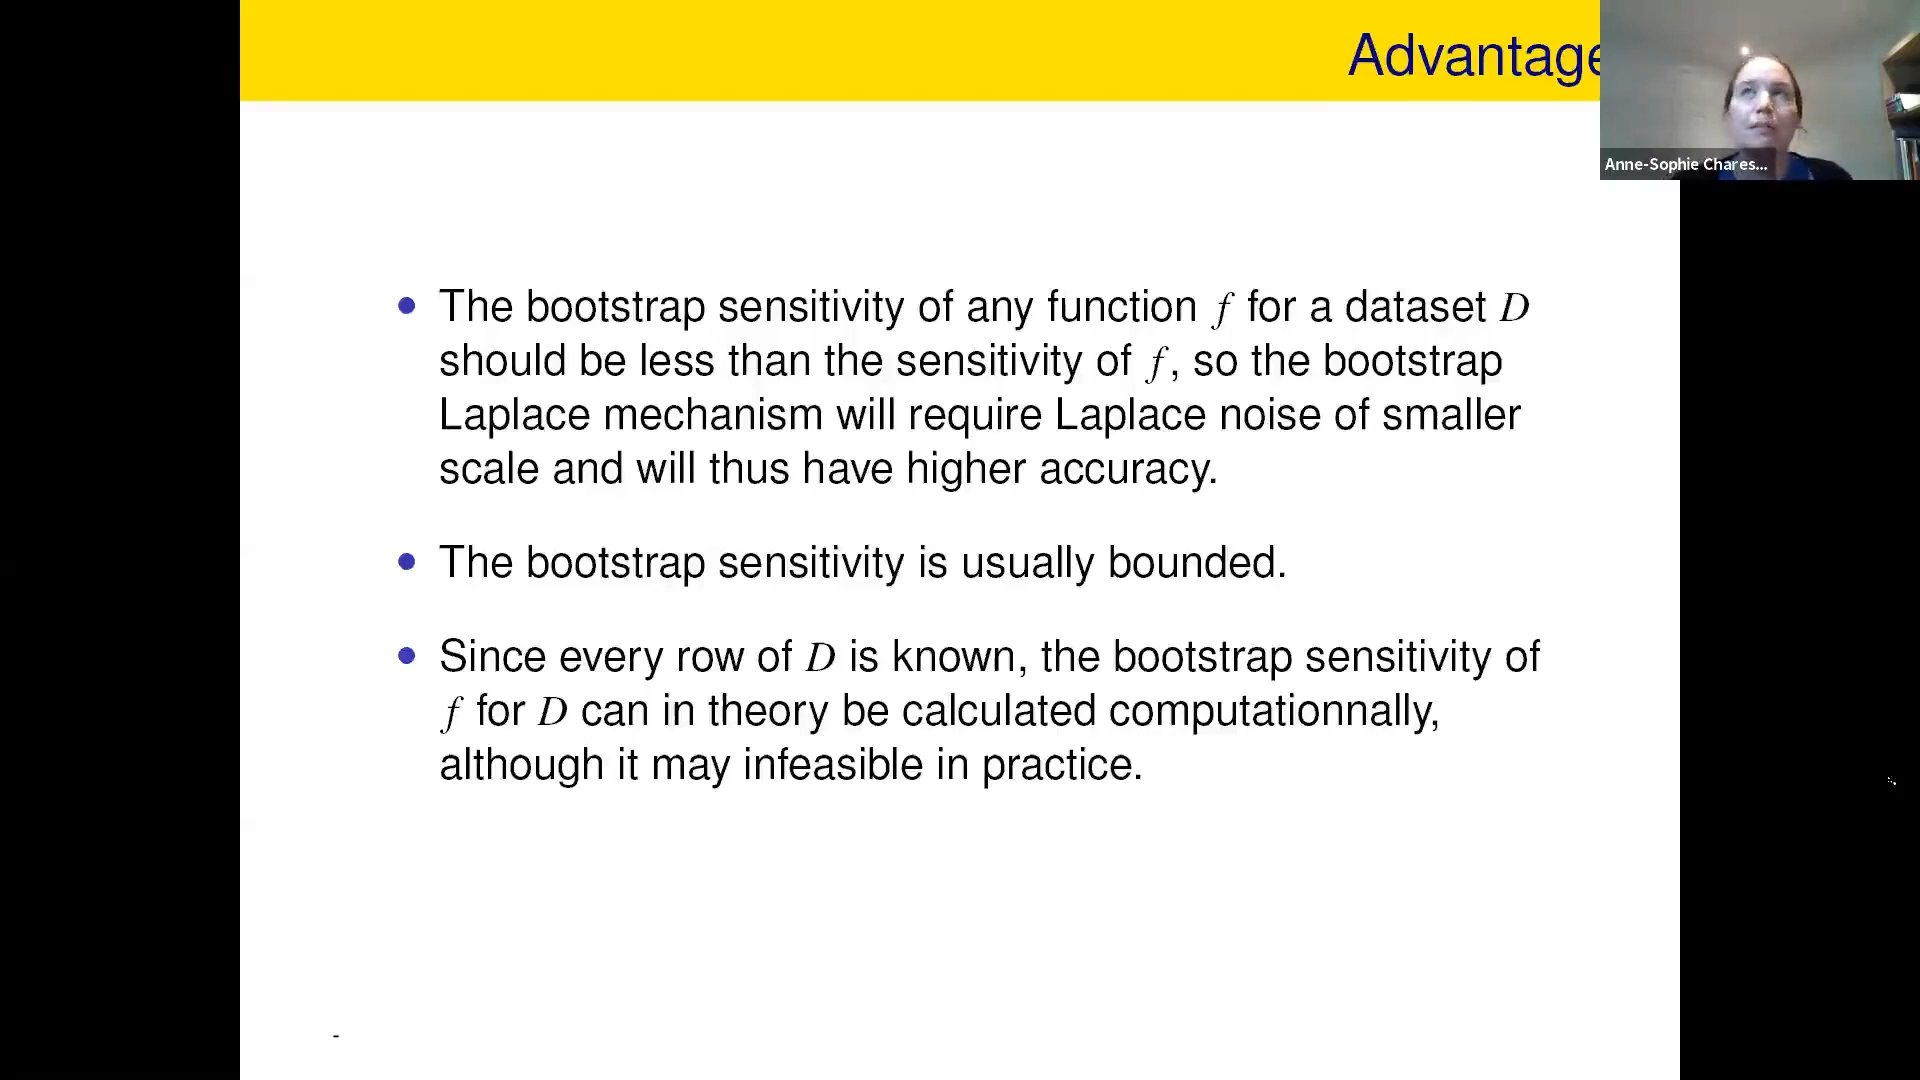 Advantage
Anne-Sophie Chares...
• The bootstrap sensitivity of any function f for a dataset D
should be less than the sensitivity of f, so the bootstrap
Laplace mechanism will require Laplace noise of smaller
scale and will thus have higher accuracy.
• The bootstrap sensitivity is usually bounded.
• Since every row of D is known, the bootstrap sensitivity of
f for D can in theory be calculated computationnally,
although it may infeasible in practice.
-